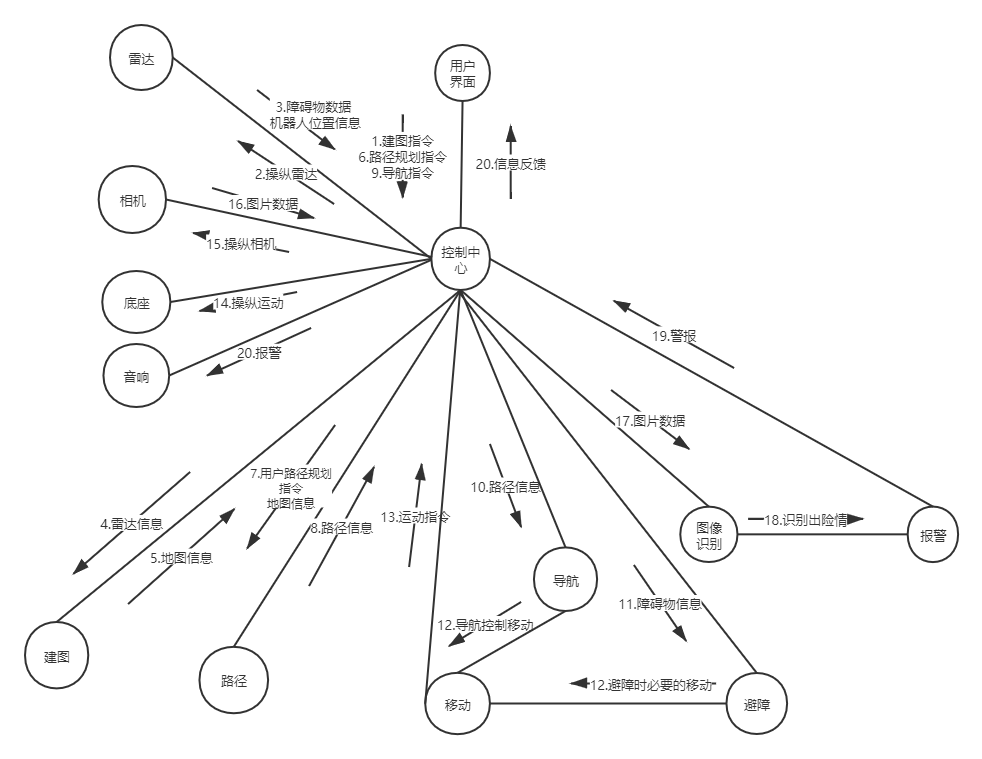 雷达
用户
界面
3.障碍物数据
机器人位置信息
1.建图指令
6.路径规划指令
9.导航指令
20.信息反馈
2.操纵雷达
相机
16.图片数据
15.操纵相机
控制中
心
底座
14.操纵运动
音响
20.报警
19.警报
17.图片数据
7.用户路径规划
指令
地图信息
10.路径信息
4.雷达信息
8.路径信息
13.运动指令
18.识别出险情
图像
识别
报警
5.地图信息
导航
11.障碍物信息
12.导航控制移动
建图
路径
12.避障时必要的移动
移动
避障